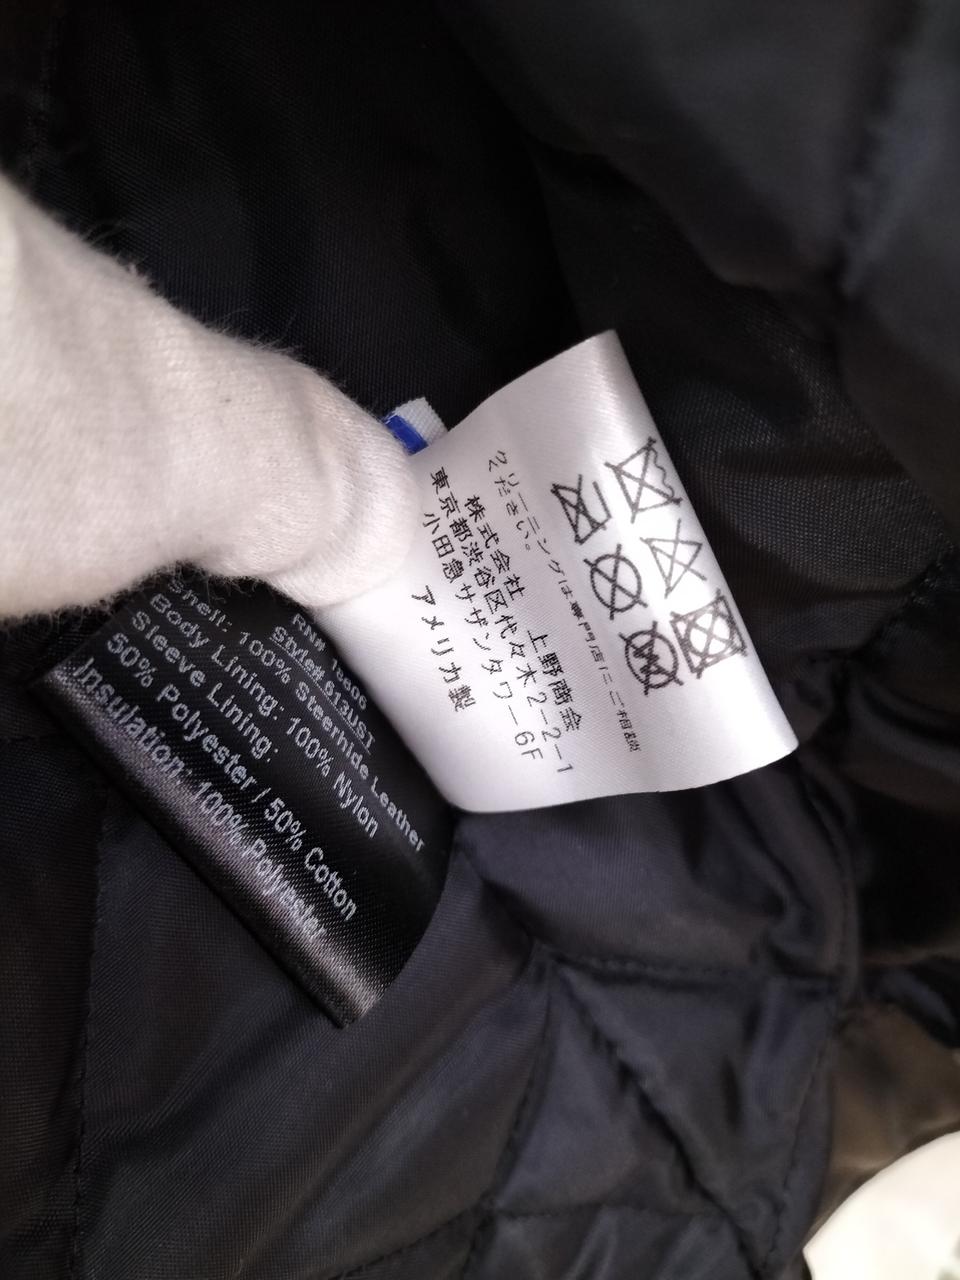 クリーニングは専門店にご相談
ください。
株式会社 上野商会
東京都渋谷区代々木2-2-1
小田急サザンタワー6F
アメリカ製
RN#
Style#613US1
Shell: 100% Steerhide Leather
Body Lining: 100% Nylon
Sleeve Lining:
50% Polyester / 50% Cotton
Insulation: 100% Polyester